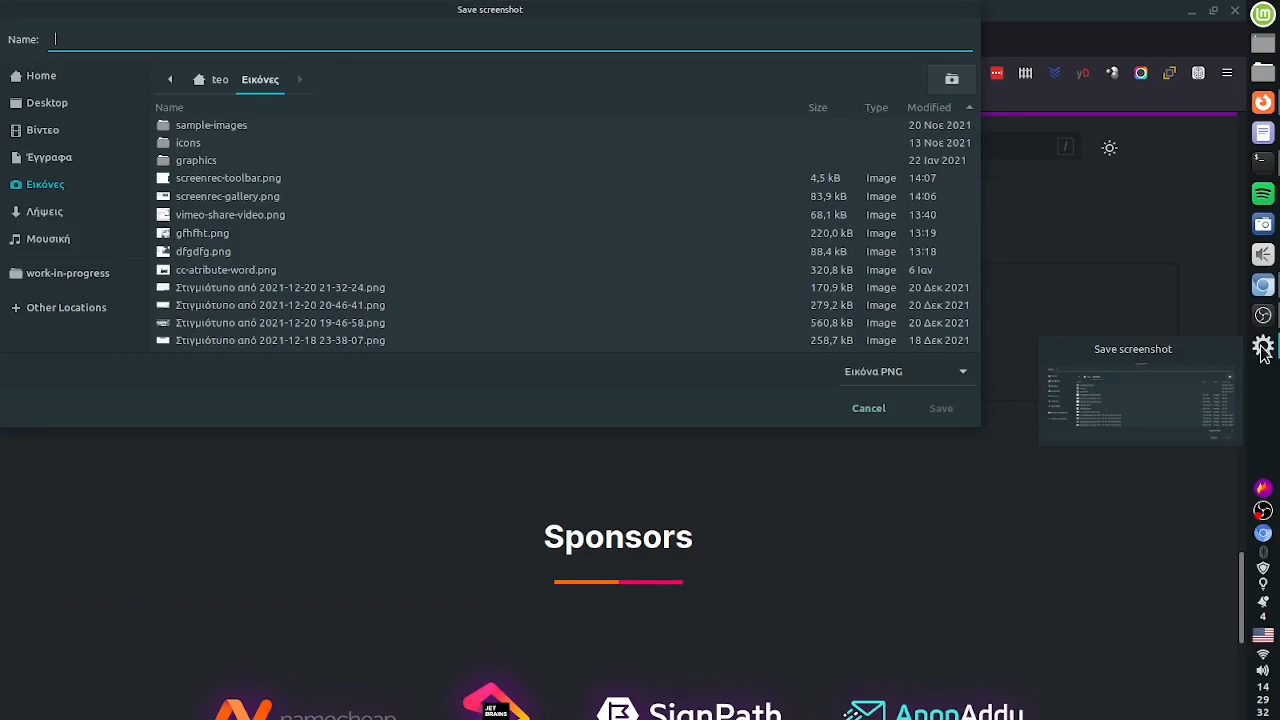 Save screenshot
Name:
Home
Desktop
Βίντεο
Έγγραφα
Εικόνες
Λήψεις
Μουσική
work-in-progress
Other Locations
teo Εικόνες
Name Size Type Modified
sample-images 20 Νοε 2021
icons 13 Νοε 2021
graphics 22 Ιαν 2021
screenrec-toolbar.png 4,5 kB Image 14:07
screenrec-gallery.png 83,9 kB Image 14:06
vimeo-share-video.png 68,1 kB Image 13:40
gfhfht.png 220,0 kB Image 13:19
dfgdfg.png 88,4 kB Image 13:18
cc-atribute-word.png 320,8 kB Image 6 Ιαν
Στιγμιότυπο από 2021-12-20 21-32-24.png 170,9 kB Image 20 Δεκ 2021
Στιγμιότυπο από 2021-12-20 20-46-41.png 279,2 kB Image 20 Δεκ 2021
Στιγμιότυπο από 2021-12-20 19-46-58.png 560,8 kB Image 20 Δεκ 2021
Στιγμιότυπο από 2021-12-18 23-38-07.png 258,7 kB Image 18 Δεκ 2021
Εικόνα PNG
Cancel Save
yD
/
Save screenshot
Sponsors
namecheap
JET
BRAINS
SignPath
AnonAddy
4
14
29
32